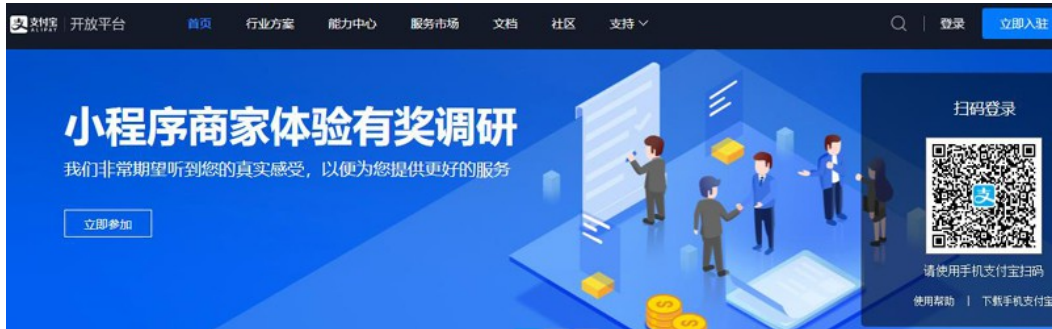 支付宝 开放平台 首页 行业方案 能力中心 服务市场 文档 社区 支持 登录 立即入驻
ALIPAY
小程序商家体验有奖调研
我们非常期望听到您的真实感受，以便为您提供更好的服务
立即参加
扫码登录
支
请使用手机支付宝扫码
使用帮助 | 下载手机支付宝